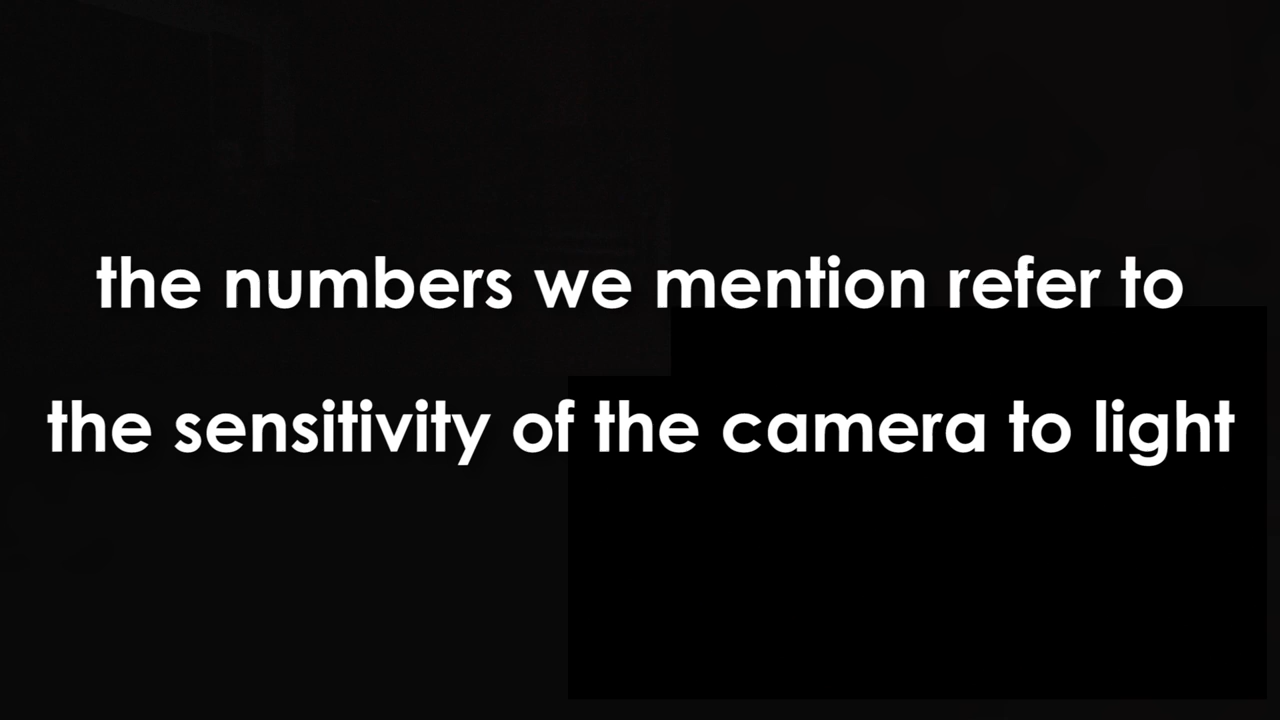 the numbers we mention refer to
the sensitivity of the camera to light